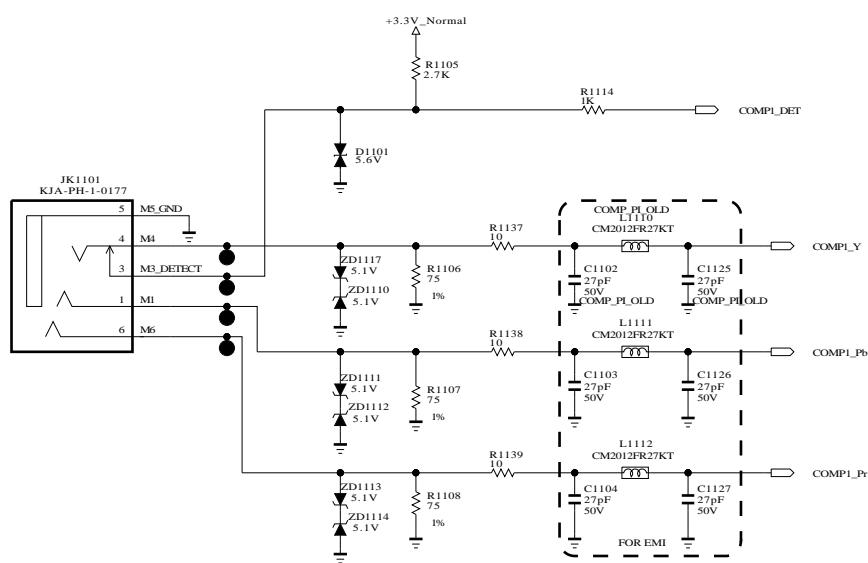 +3.3V_Normal
R1105
2.7K
R1114
1K
COMP1_DET
D1101
5.6V
JK1101
KJA-PH-1-0177
5 M5_GND
4 M4
3 M3_DETECT
1 M1
6 M6
COMP_PI_OLD
L1110
CM2012FR27KT
R1137
10
COMP1_Y
ZD1117
5.1V
ZD1110
5.1V
R1106
75
1%
C1102
27pF
50V
COMP_PI_OLD
C1125
27pF
50V
COMP_PI_OLD
R1138
10
L1111
CM2012FR27KT
COMP1_Pb
ZD1111
5.1V
ZD1112
5.1V
R1107
75
1%
C1103
27pF
50V
C1126
27pF
50V
R1139
10
L1112
CM2012FR27KT
COMP1_Pr
ZD1113
5.1V
ZD1114
5.1V
R1108
75
1%
C1104
27pF
50V
C1127
27pF
50V
FOR EMI